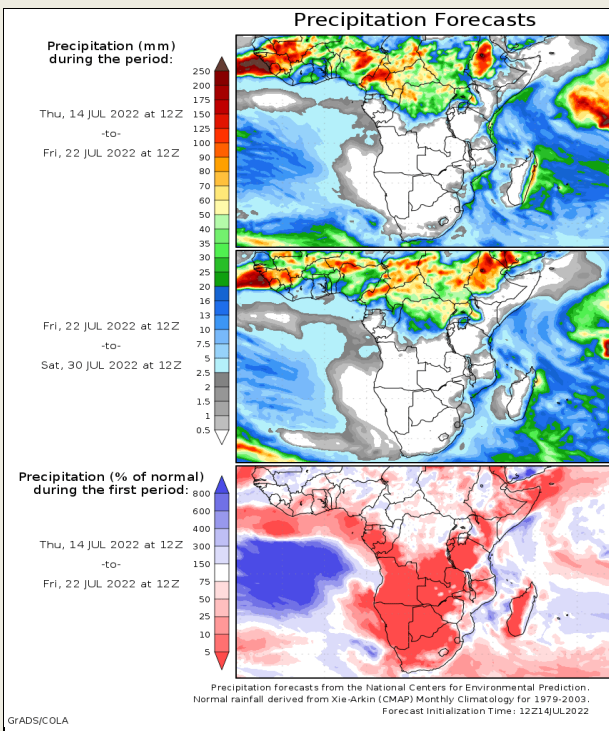 Precipitation Forecasts
Precipitation (mm)
during the period:
Thu, 14 JUL 2022 at 12Z
-to-
Fri, 22 JUL 2022 at 12Z
250
200
175
150
125
100
90
80
70
60
50
40
35
30
25
20
16
13
10
7.5
5
2.5
2
1.5
1
0.5
Fri, 22 JUL 2022 at 12Z
-to-
Sat, 30 JUL 2022 at 12Z
Precipitation (% of normal)
during the first period:
Thu, 14 JUL 2022 at 12Z
-to-
Fri, 22 JUL 2022 at 12Z
800
600
400
300
150
75
50
25
10
5
Precipitation forecasts from the National Centers for Environmental Prediction.
Normal rainfall derived from Xie-Arkin (CMAP) Monthly Climatology for 1979-2003.
Forecast Initialization Time: 12Z14JUL2022
GrADS/COLA